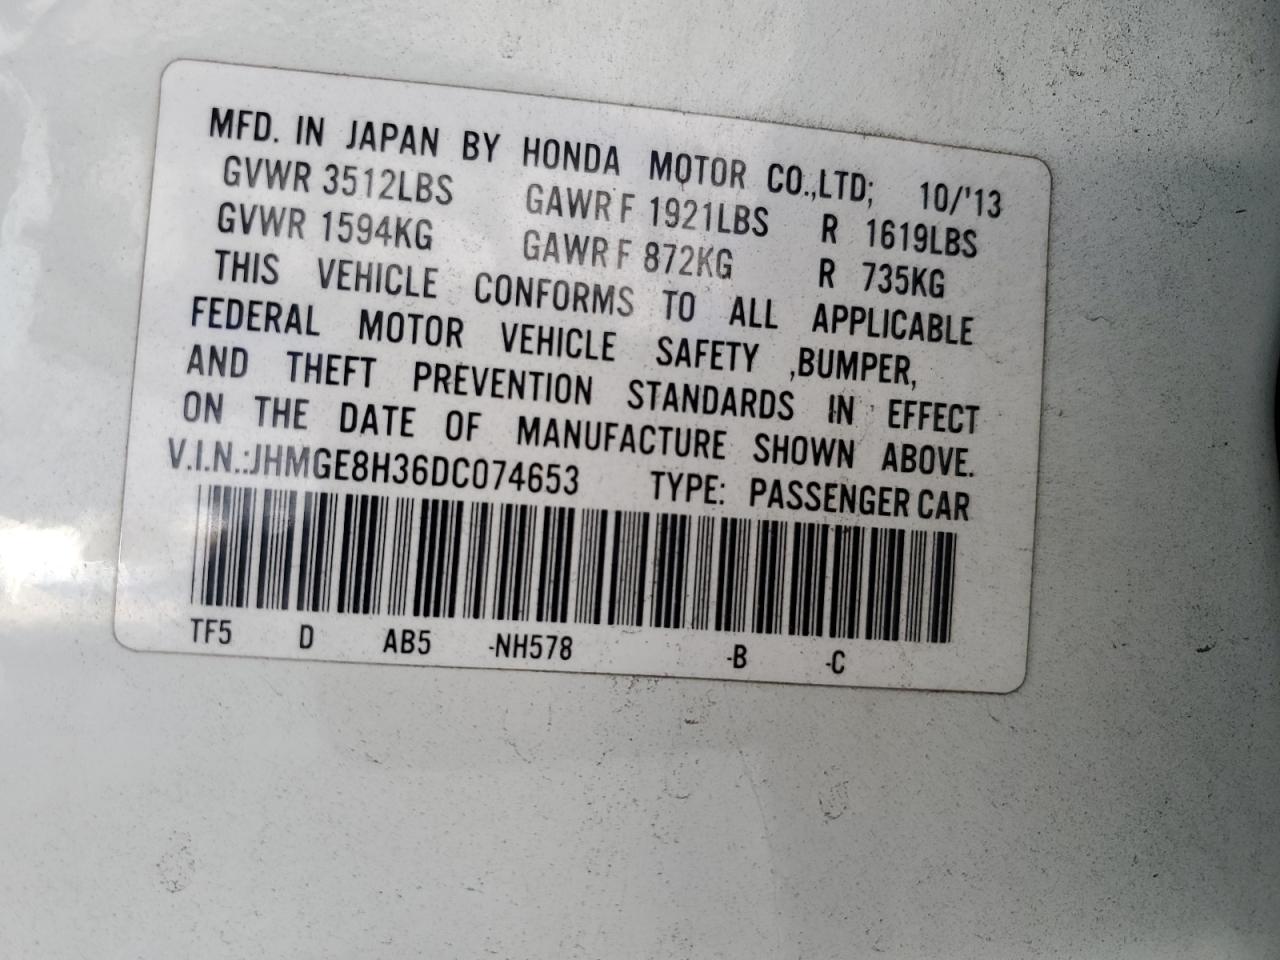 MFD. IN JAPAN BY HONDA MOTOR CO.,LTD; 10/'13
GVWR 3512LBS GAWR F 1921LBS R 1619LBS
GVWR 1594KG GAWR F 872KG R 735KG
THIS VEHICLE CONFORMS TO ALL APPLICABLE
FEDERAL MOTOR VEHICLE SAFETY ,BUMPER,
AND THEFT PREVENTION STANDARDS IN EFFECT
ON THE DATE OF MANUFACTURE SHOWN ABOVE.
V.I.N.:JHMGE8H36DC074653 TYPE: PASSENGER CAR
TF5 D AB5 -NH578 -B -C